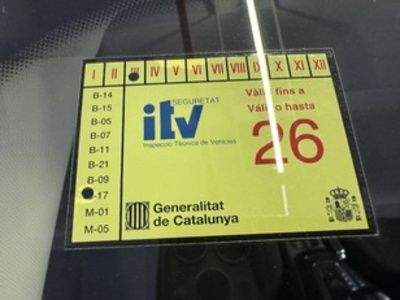 I II III IV V VI VII VIII IX X XI XII
B-14
B-15
B-05
B-07
B-11
B-21
B-09
-17
M-01
M-05
SEGURETAT
itv
Inspecció Tècnica de Vehicles
Vàlid fins a
Válido hasta
26
Generalitat
de Catalunya